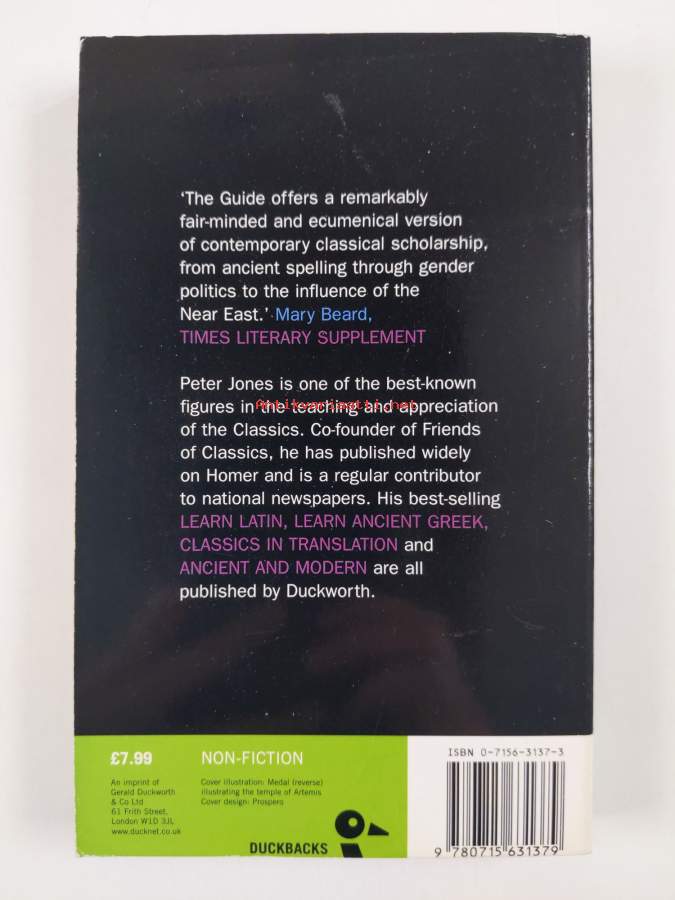 ‘The Guide offers a remarkably
fair-minded and ecumenical version
of contemporary classical scholarship,
from ancient spelling through gender
politics to the influence of the
Near East.’ Mary Beard,
TIMES LITERARY SUPPLEMENT
Peter Jones is one of the best-known
figures in the teaching and appreciation
Antikvariaatti.net
of the Classics. Co-founder of Friends
of Classics, he has published widely
on Homer and is a regular contributor
to national newspapers. His best-selling
LEARN LATIN, LEARN ANCIENT GREEK,
CLASSICS IN TRANSLATION and
ANCIENT AND MODERN are all
published by Duckworth.
£7.99
An imprint of
Gerald Duckworth
& Co Ltd
61 Frith Street,
London W1D 3JL
www.ducknet.co.uk
NON-FICTION
Cover illustration: Medal (reverse)
illustrating the temple of Artemis
Cover design: Prospero
DUCKBACKS
ISBN 0-7156-3137-3
9 780715 631379